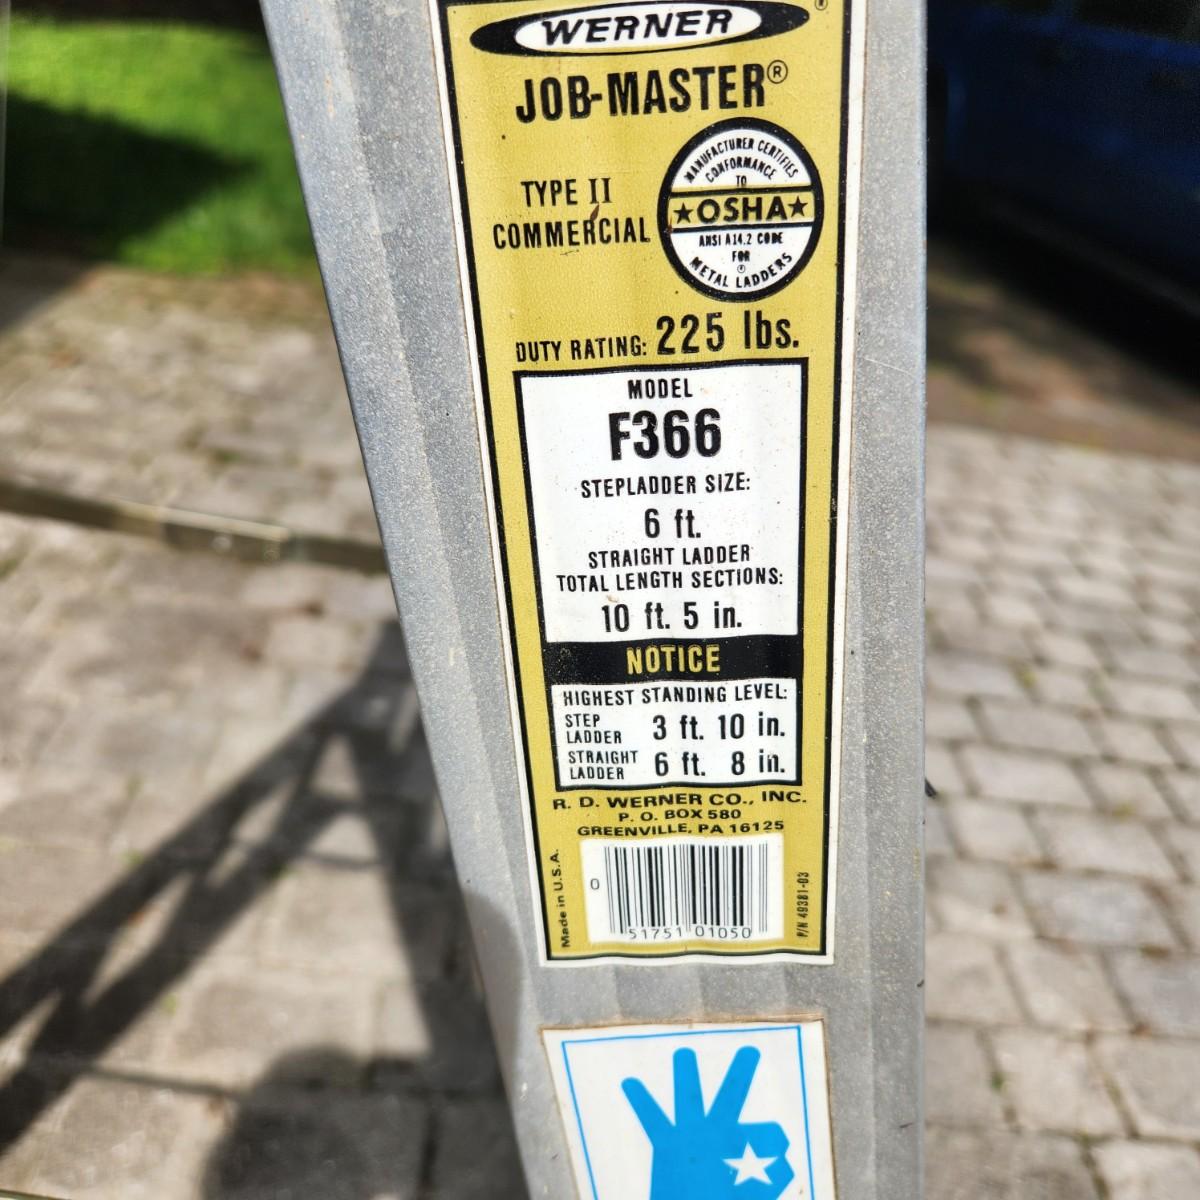 WERNER®
JOB-MASTER®
TYPE II
COMMERCIAL
MANUFACTURER CERTIFIES
CONFORMANCE
TO
★OSHA★
ANSI A14.2 CODE
FOR
METAL LADDERS
DUTY RATING: 225 lbs.
MODEL
F366
STEPLADDER SIZE:
6 ft.
STRAIGHT LADDER
TOTAL LENGTH SECTIONS:
10 ft. 5 in.
NOTICE
HIGHEST STANDING LEVEL:
STEP
LADDER 3 ft. 10 in.
STRAIGHT
LADDER 6 ft. 8 in.
R. D. WERNER CO., INC.
P. O. BOX 580
GREENVILLE, PA 16125
Made in U.S.A.
0 51751 01050
P/N 49381-03